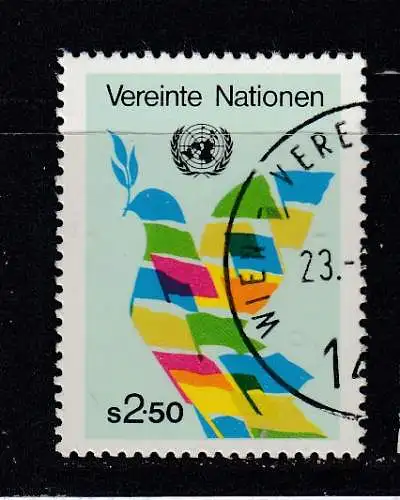 Vereinte Nationen
WIEN VERE
23.-
14
s2·50